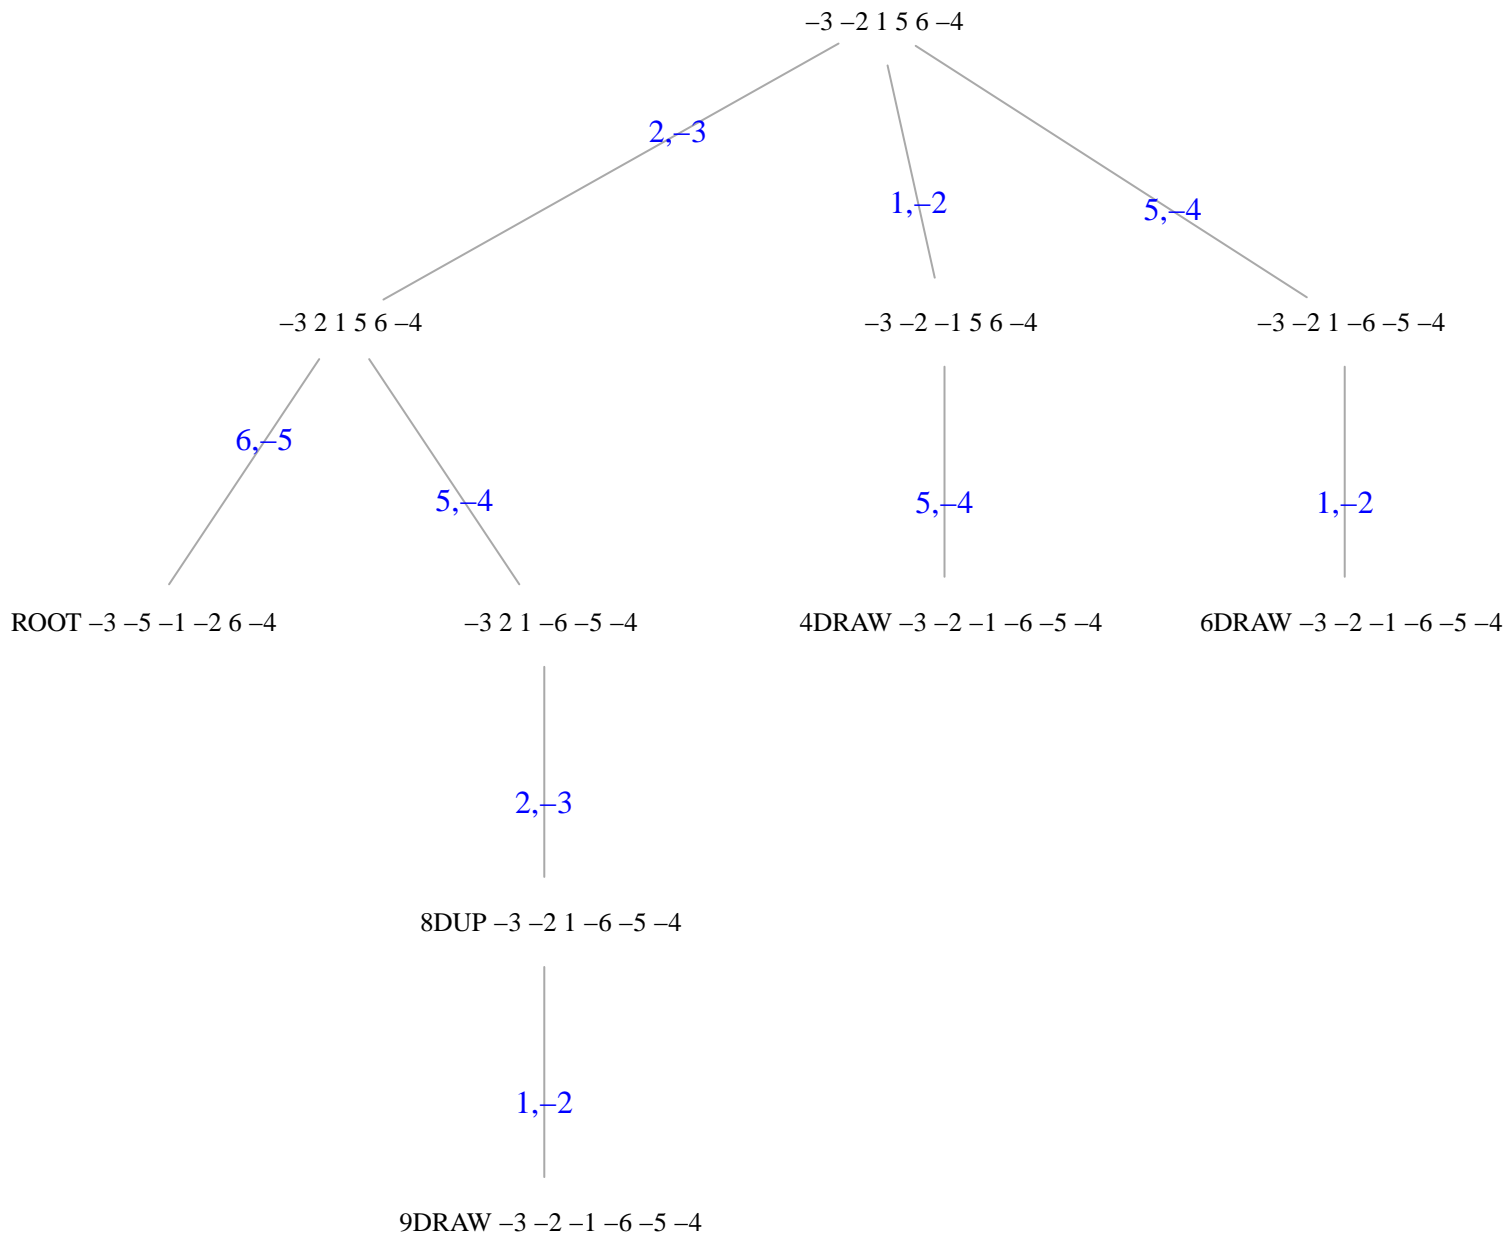 –3 –2 1 5 6 –4
2,–3
1,–2
5,–4
–3 2 1 5 6 –4
–3 –2 –1 5 6 –4
–3 –2 1 –6 –5 –4
6,–5
5,–4
5,–4
1,–2
ROOT –3 –5 –1 –2 6 –4
–3 2 1 –6 –5 –4
4DRAW –3 –2 –1 –6 –5 –4
6DRAW –3 –2 –1 –6 –5 –4
2,–3
8DUP –3 –2 1 –6 –5 –4
1,–2
9DRAW –3 –2 –1 –6 –5 –4